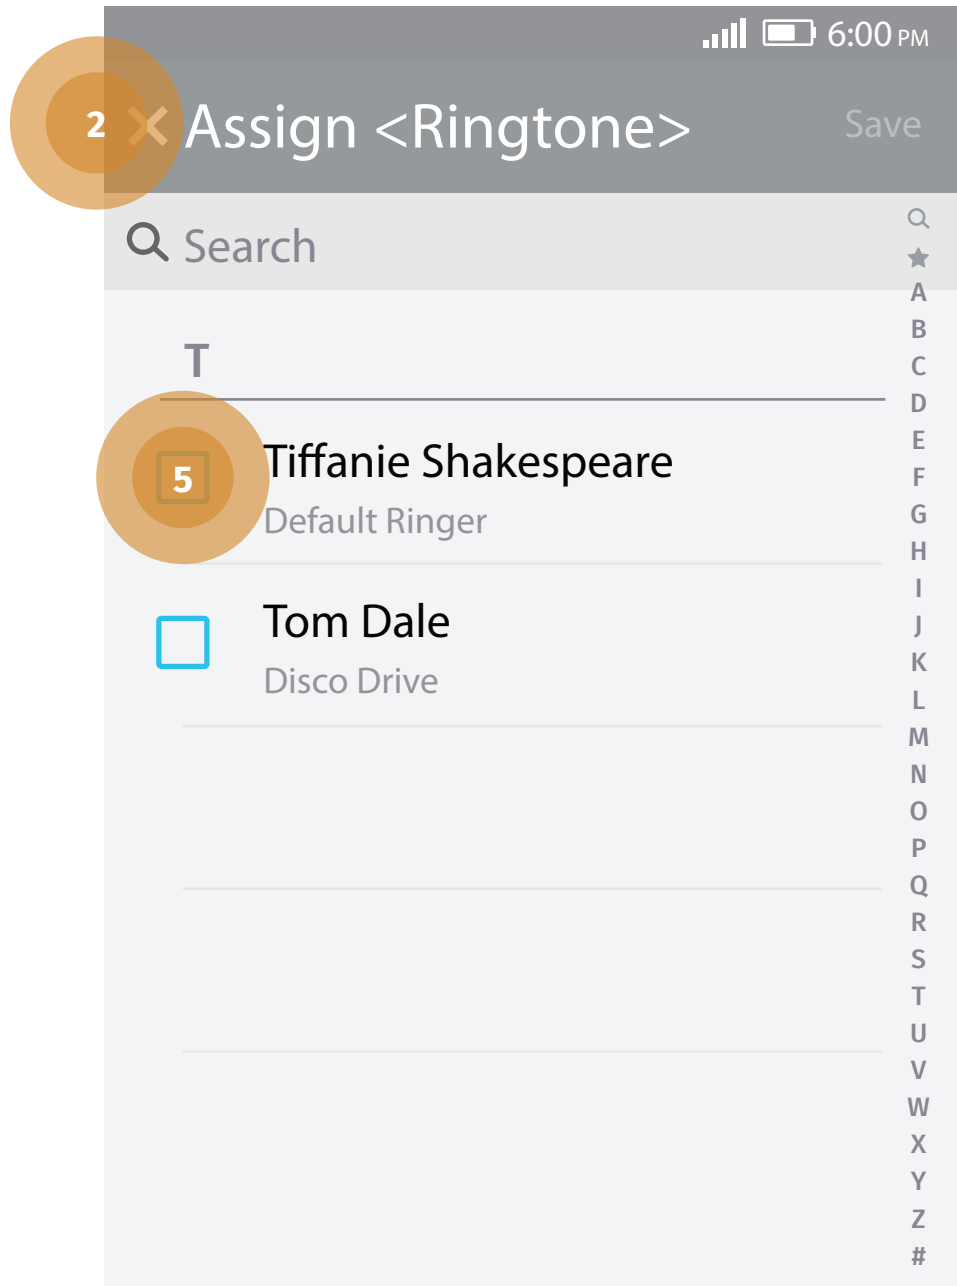 6:00 PM
2
Assign <Ringtone>
Save
Search
T
5
Tiffanie Shakespeare
Default Ringer
Tom Dale
Disco Drive
A
B
C
D
E
F
G
H
I
J
K
L
M
N
O
P
Q
R
S
T
U
V
W
X
Y
Z
#